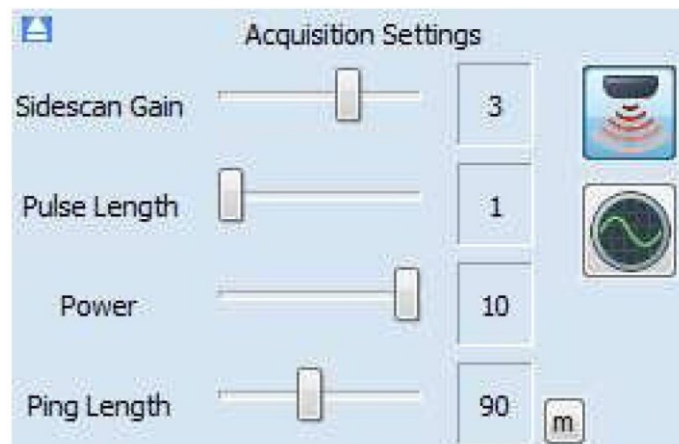 Acquisition Settings
Sidescan Gain 3
Pulse Length 1
Power 10
Ping Length 90 m